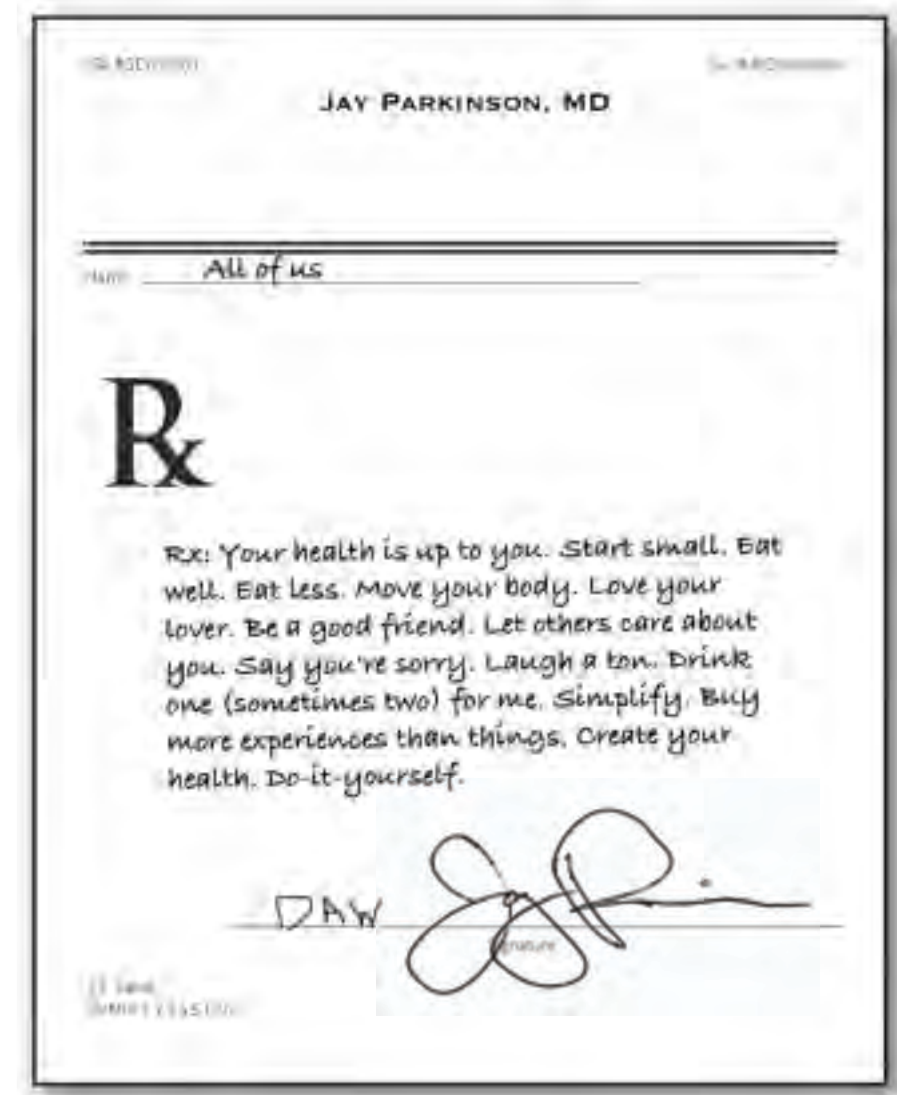 JAY PARKINSON, MD
All of us
Rx
Rx: Your health is up to you. Start small. Eat
well. Eat less. Move your body. Love your
lover. Be a good friend. Let others care about
you. Say you're sorry. Laugh a ton. Drink
one (sometimes two) for me. Simplify. Buy
more experiences than things. Create your
health. Do-it-yourself.
DAW